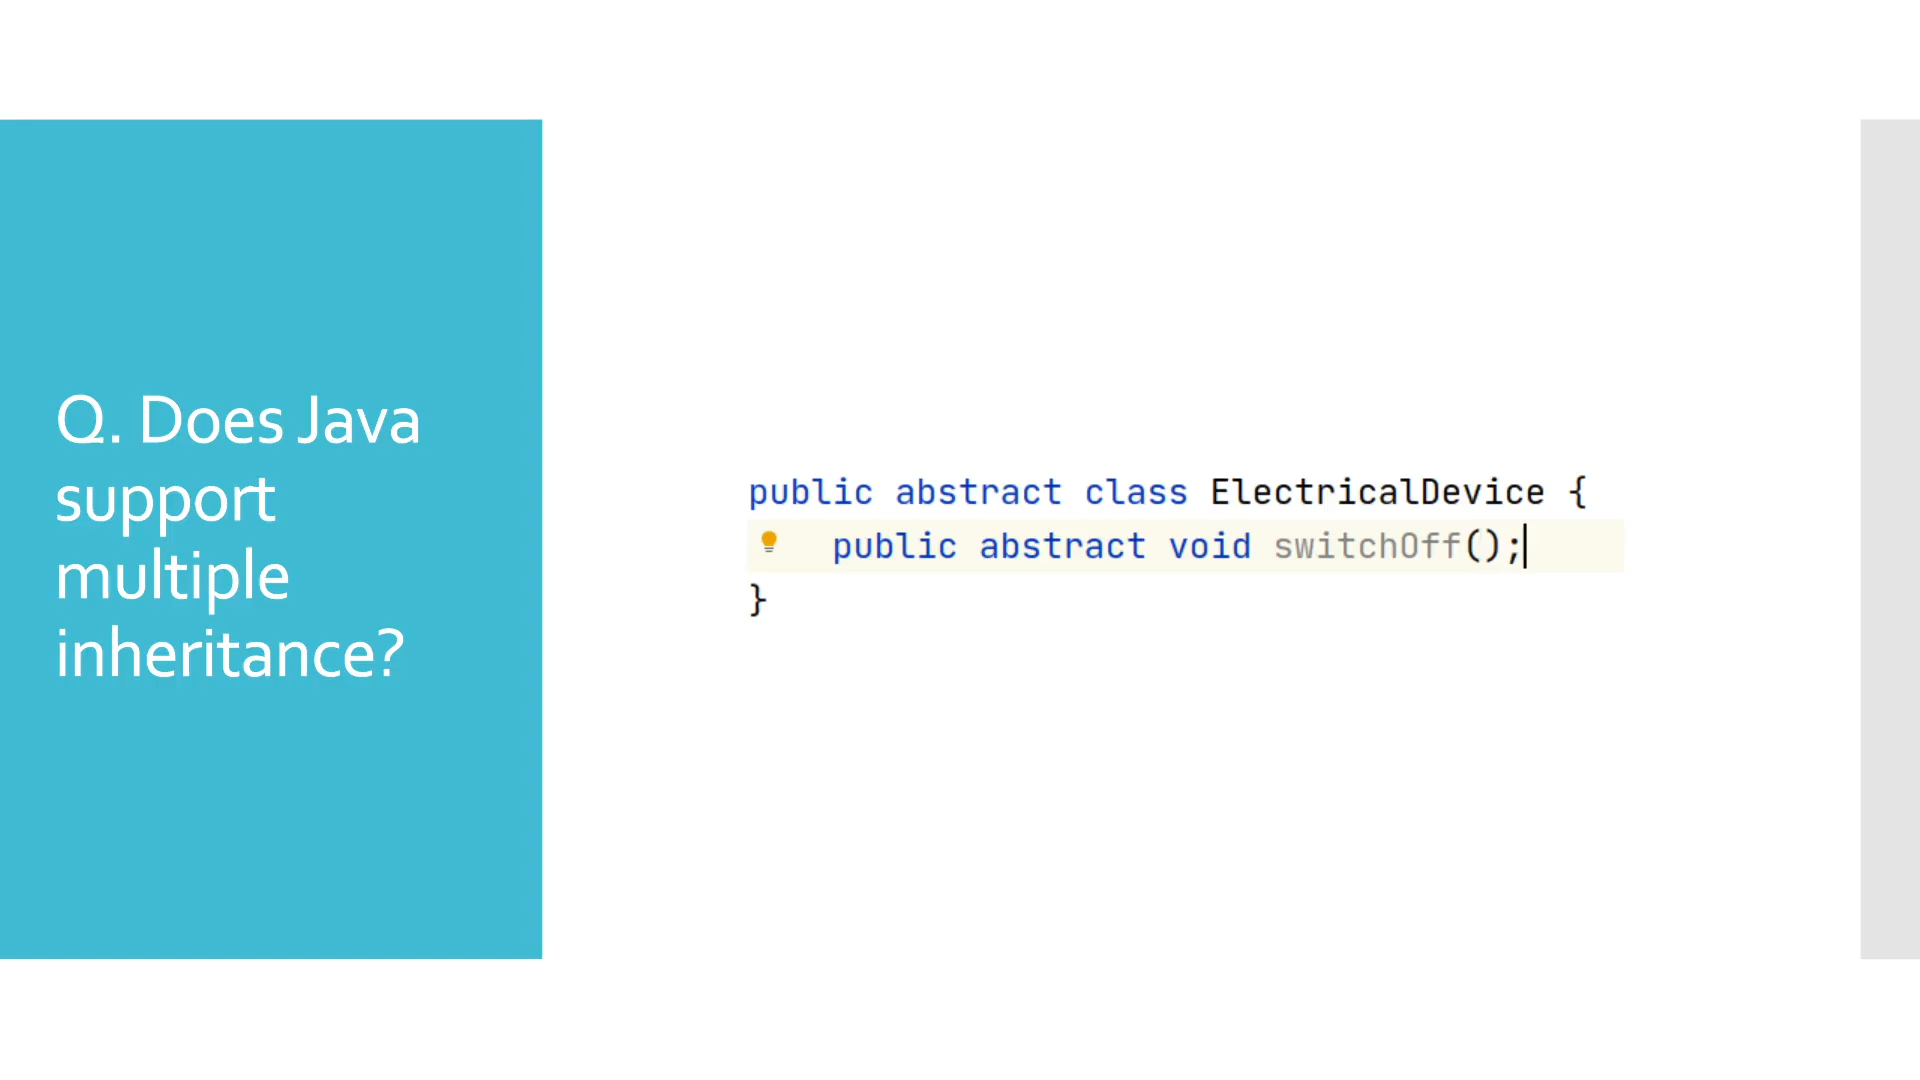 Q. Does Java
support
multiple
inheritance?
public abstract class ElectricalDevice {
public abstract void switchOff();
}